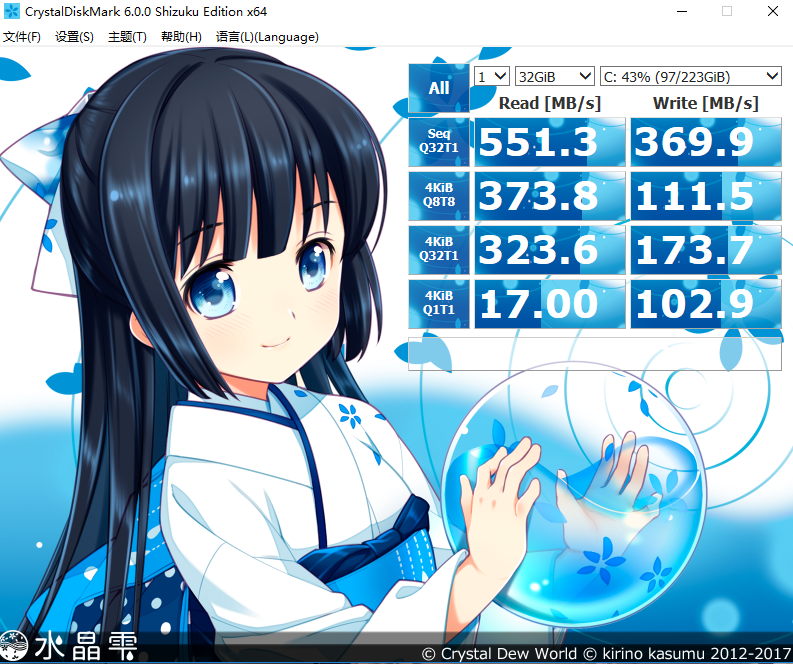 CrystalDiskMark 6.0.0 Shizuku Edition x64
文件(F) 设置(S) 主题(T) 帮助(H) 语言(L)(Language)
All 1 32GiB C: 43% (97/223GiB)
Read [MB/s] Write [MB/s]
Seq
Q32T1 551.3 369.9
4KiB
Q8T8 373.8 111.5
4KiB
Q32T1 323.6 173.7
4KiB
Q1T1 17.00 102.9
水晶雫
© Crystal Dew World © kirino kasumu 2012-2017